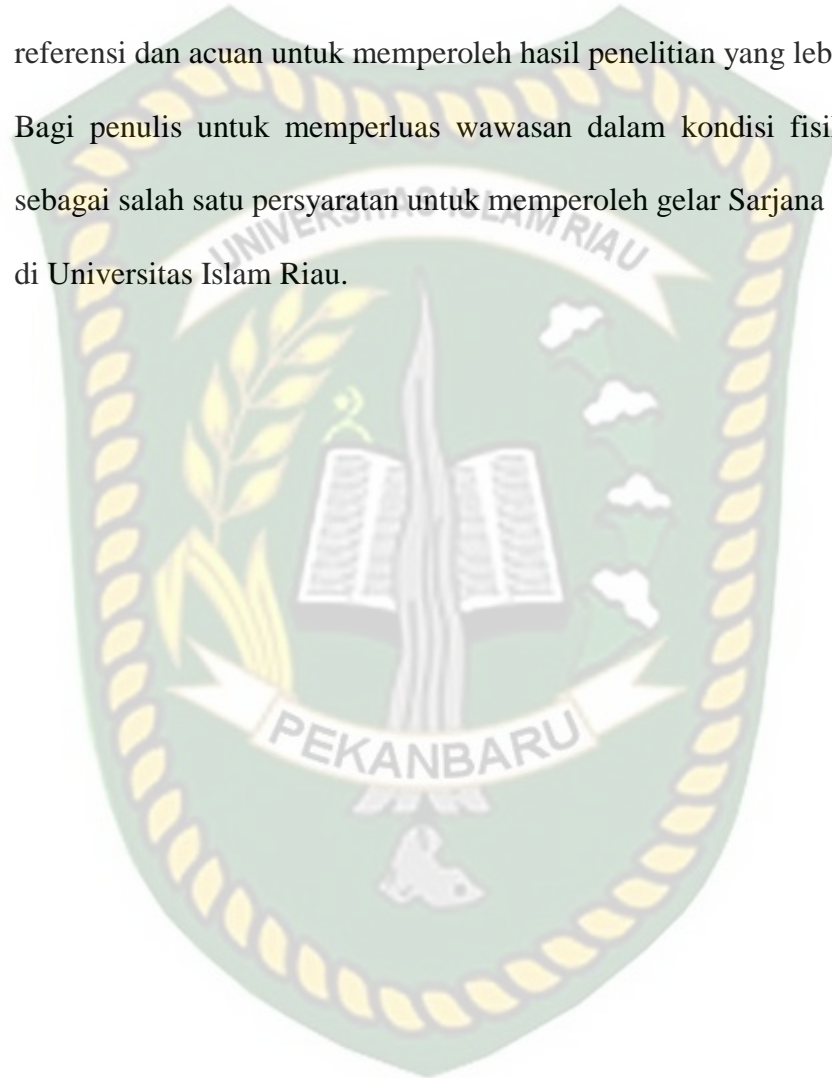 referensi dan acuan untuk memperoleh hasil penelitian yang leb
Bagi penulis untuk memperluas wawasan dalam kondisi fisi
sebagai salah satu persyaratan untuk memperoleh gelar Sarjana
di Universitas Islam Riau.
UNIVERSITAS ISLAM RIAU
PEKANBARU